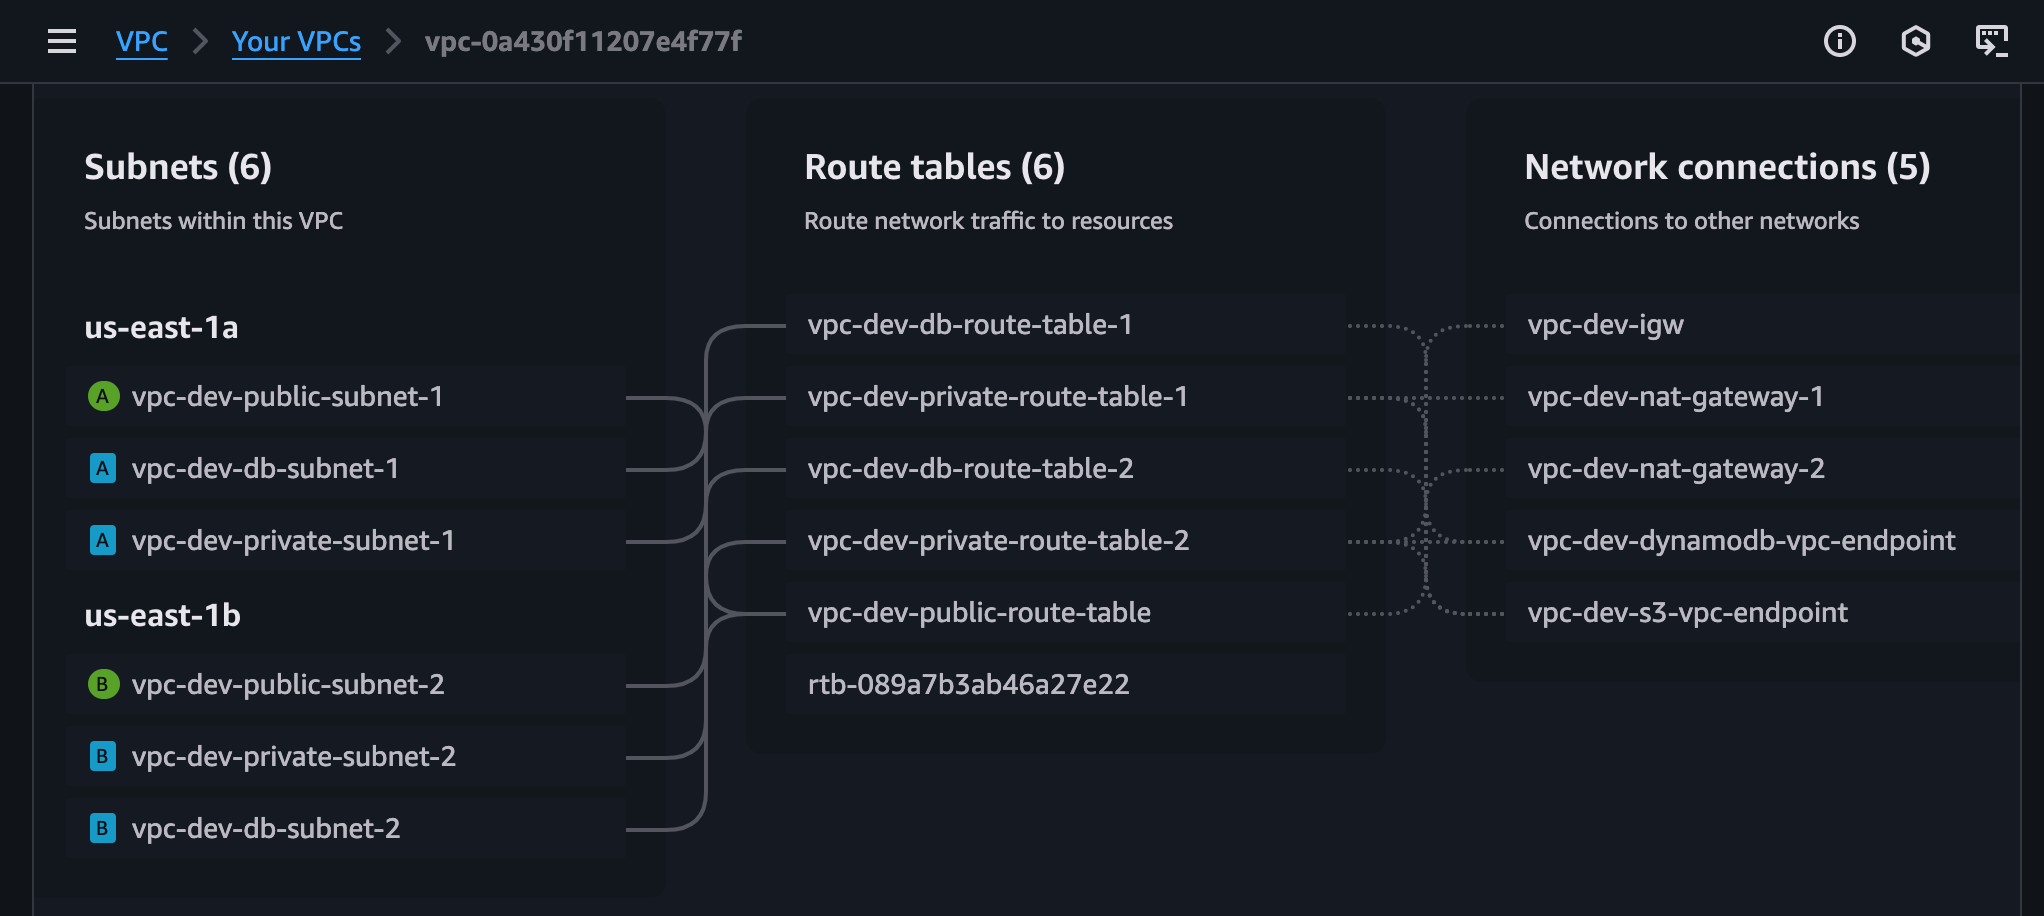 VPC > Your VPCs > vpc-0a430f11207e4f77f
Subnets (6)
Subnets within this VPC
us-east-1a
A vpc-dev-public-subnet-1
A vpc-dev-db-subnet-1
A vpc-dev-private-subnet-1
us-east-1b
B vpc-dev-public-subnet-2
B vpc-dev-private-subnet-2
B vpc-dev-db-subnet-2
Route tables (6)
Route network traffic to resources
vpc-dev-db-route-table-1
vpc-dev-private-route-table-1
vpc-dev-db-route-table-2
vpc-dev-private-route-table-2
vpc-dev-public-route-table
rtb-089a7b3ab46a27e22
Network connections (5)
Connections to other networks
vpc-dev-igw
vpc-dev-nat-gateway-1
vpc-dev-nat-gateway-2
vpc-dev-dynamodb-vpc-endpoint
vpc-dev-s3-vpc-endpoint